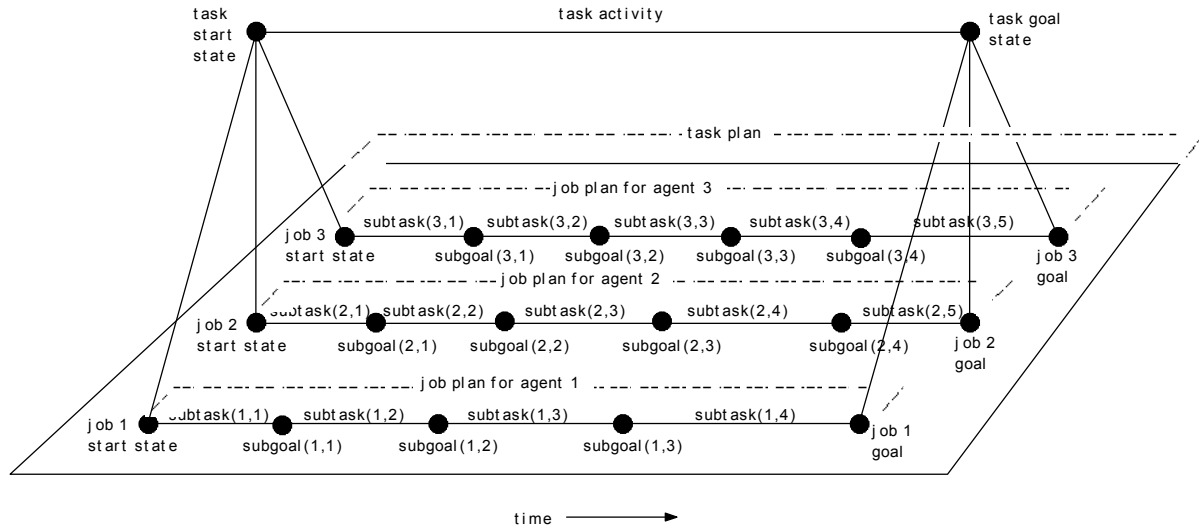 task
start
state
task activity
task goal
state
task plan
job plan for agent 3
subtask(3,1)
subtask(3,2)
subtask(3,3)
subtask(3,4)
subtask(3,5)
job 3
start state
subgoal(3,1)
subgoal(3,2)
subgoal(3,3)
subgoal(3,4)
job 3
goal
job plan for agent 2
subtask(2,1)
subtask(2,2)
subtask(2,3)
subtask(2,4)
subtask(2,5)
job 2
start state
subgoal(2,1)
subgoal(2,2)
subgoal(2,3)
subgoal(2,4)
job 2
goal
job plan for agent 1
subtask(1,1)
subtask(1,2)
subtask(1,3)
subtask(1,4)
job 1
start state
subgoal(1,1)
subgoal(1,2)
subgoal(1,3)
job 1
goal
time